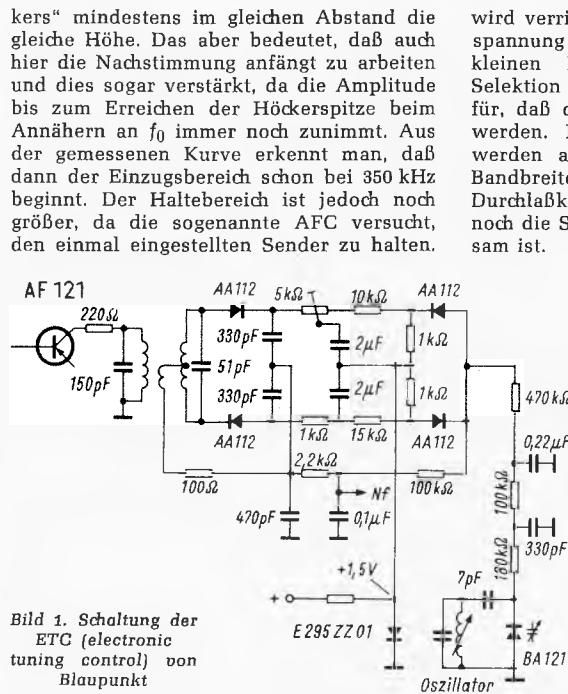 kers“ mindestens im gleichen Abstand die
gleiche Höhe. Das aber bedeutet, daß auch
hier die Nachstimmung anfängt zu arbeiten
und dies sogar verstärkt, da die Amplitude
bis zum Erreichen der Höckerspitze beim
Annähern an f0 immer noch zunimmt. Aus
der gemessenen Kurve erkennt man, daß
dann der Einzugsbereich schon bei 350 kHz
beginnt. Der Haltebereich ist jedoch noch
größer, da die sogenannte AFC versucht,
den einmal eingestellten Sender zu halten.
wird verri
spannung
kleinen
Selektion
für, daß
werden.
werden a
Bandbreite
Durchlaßk
noch die S
sam ist.
AF 121
220Ω
150pF
AA112
330pF
51pF
330pF
AA112
5kΩ
10kΩ
2µF
2µF
AA112
1kΩ
1kΩ
1kΩ
15kΩ
AA112
470kΩ
0,22µF
100kΩ
330pF
180kΩ
100Ω
2,2kΩ
Nf
100kΩ
470pF
0,1µF
+1,5V
+
E295 ZZ 01
7pF
BA121
Oszillator
Bild 1. Schaltung der
ETC (electronic
tuning control) von
Blaupunkt